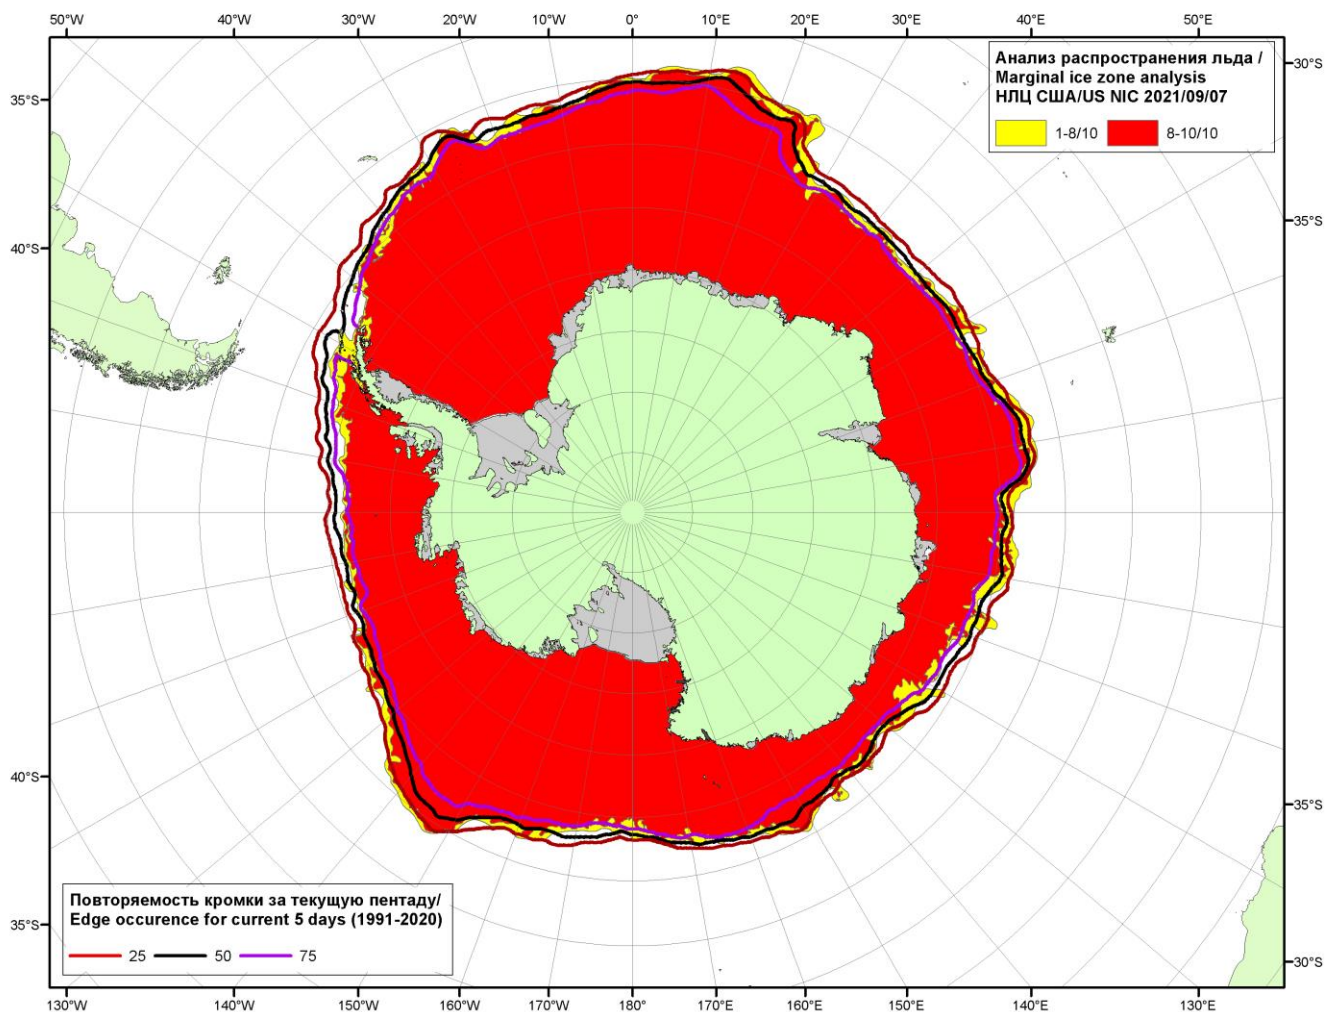 50°W 40°W 30°W 20°W 10°W 0° 10°E 20°E 30°E 40°E 50°E
Анализ распространения льда /
Marginal ice zone analysis
НЛЦ США/US NIC 2021/09/07
1-8/10 8-10/10
30°S
35°S
35°S
40°S
40°S
35°S
35°S
30°S
Повторяемость кромки за текущую пентаду/
Edge occurence for current 5 days (1991-2020)
25 50 75
130°W 140°W 150°W 160°W 170°W 180° 170°E 160°E 150°E 140°E 130°E